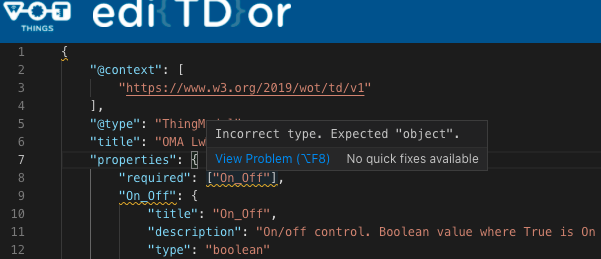 WOT
THINGS
edi{TD}or
1 {
2 "@context": [
3 "https://www.w3.org/2019/wot/td/v1"
4 ],
5 "@type": "ThingModel"
6 "title": "OMA Lw
7 "properties": {
8 "required": ["On_Off"],
9 "On_Off": {
10 "title": "On_Off",
11 "description": "On/off control. Boolean value where True is On
12 "type": "boolean"
Incorrect type. Expected "object".
View Problem (⌥F8) No quick fixes available